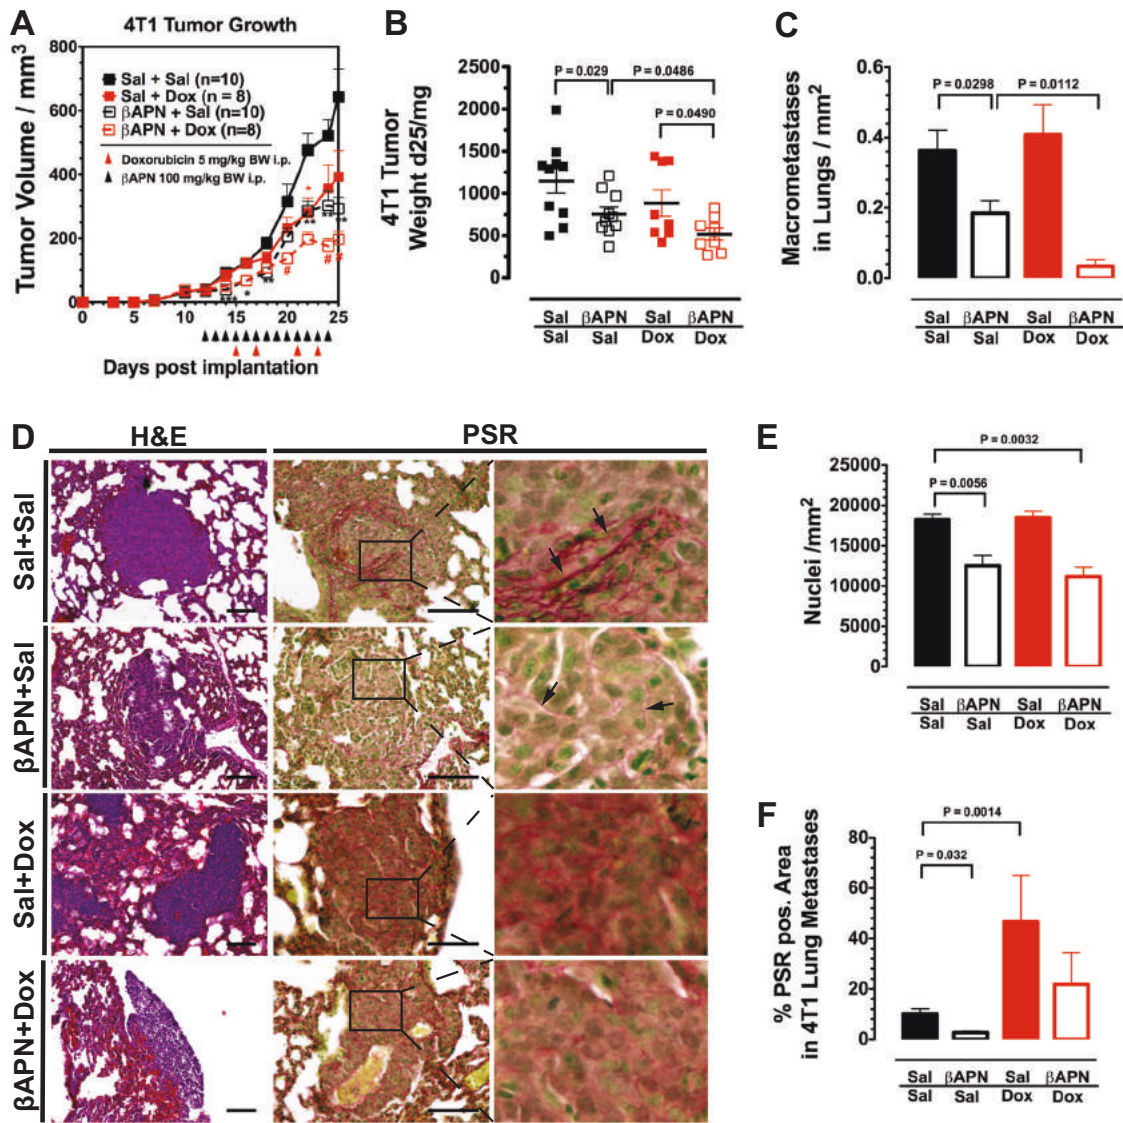 A
4T1 Tumor Growth
Tumor Volume / mm³
800
600
400
200
0
Sal + Sal (n=10)
Sal + Dox (n = 8)
βAPN + Sal (n=10)
βAPN + Dox (n=8)
Doxorubicin 5 mg/kg BW i.p.
βAPN 100 mg/kg BW i.p.
*
**
**
**
#
#
#
***
*
**
0 5 10 15 20 25
Days post implantation
B
4T1 Tumor
Weight d25/mg
2500
2000
1500
1000
500
0
P = 0.029
P = 0.0486
P = 0.0490
Sal βAPN Sal βAPN
Sal Sal Dox Dox
C
Macrometastases
in Lungs / mm²
0.6
0.4
0.2
0.0
P = 0.0298
P = 0.0112
Sal βAPN Sal βAPN
Sal Sal Dox Dox
D
H&E
PSR
Sal+Sal
βAPN+Sal
Sal+Dox
βAPN+Dox
E
Nuclei /mm²
25000
20000
15000
10000
5000
0
P = 0.0032
P = 0.0056
Sal βAPN Sal βAPN
Sal Sal Dox Dox
F
% PSR pos. Area
in 4T1 Lung Metastases
80
60
40
20
0
P = 0.0014
P = 0.032
Sal βAPN Sal βAPN
Sal Sal Dox Dox